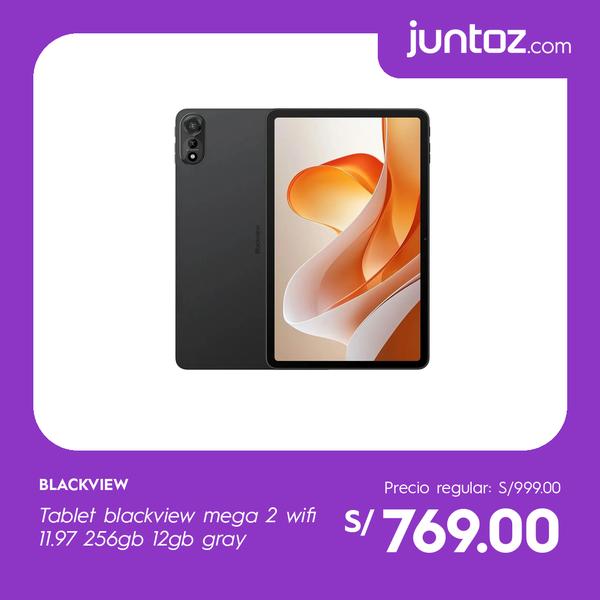 juntoz.com
Blackview
BLACKVIEW
Tablet blackview mega 2 wifi
11.97 256gb 12gb gray
Precio regular: S/999.00
S/769.00